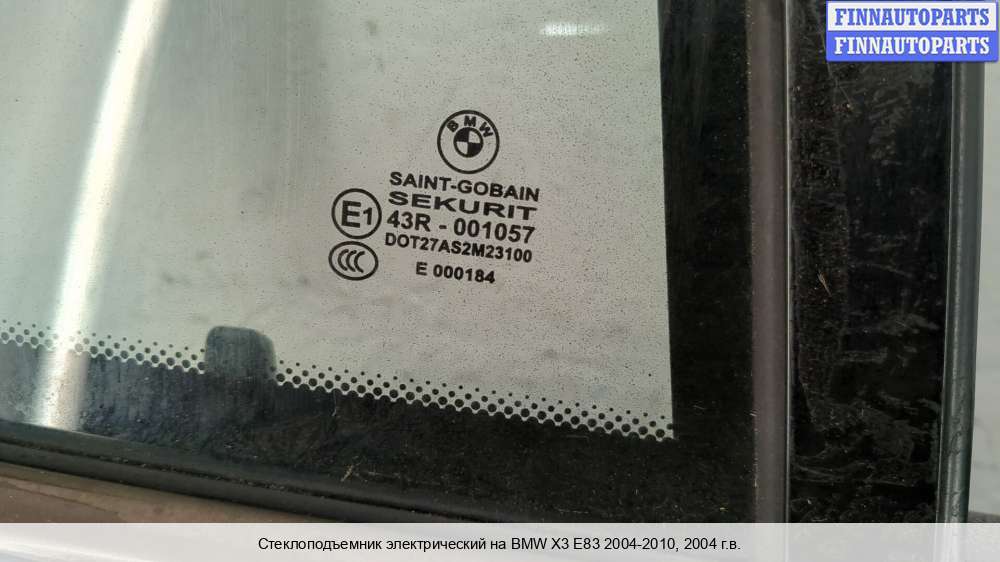 FINNAUTOPARTS
FINNAUTOPARTS
BMW
SAINT-GOBAIN
SEKURIT
E1
43R - 001057
DOT27AS2M23100
CCC
E 000184
Стеклоподъемник электрический на BMW X3 E83 2004-2010, 2004 г.в.